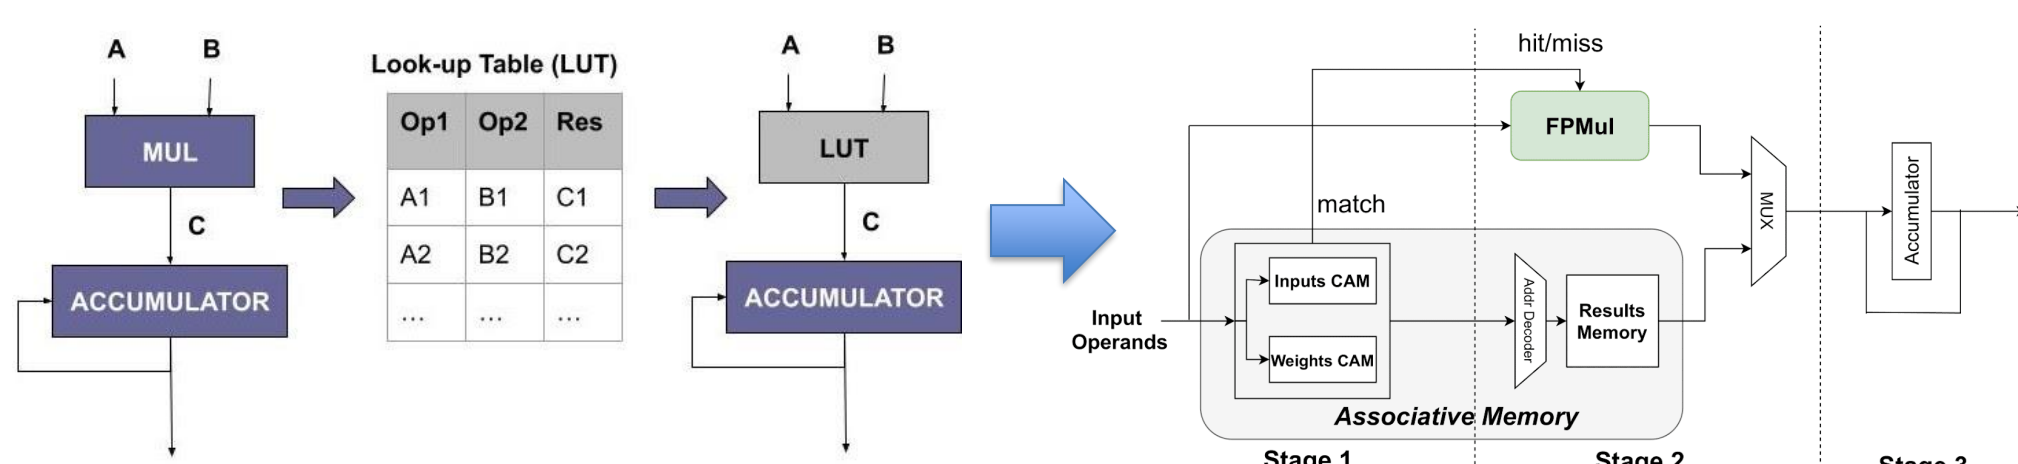 A B
MUL
C
ACCUMULATOR
Look-up Table (LUT)
Op1 Op2 Res
A1 B1 C1
A2 B2 C2
... ... ...
A B
LUT
C
ACCUMULATOR
hit/miss
FPMul
match
MUX
Accumulator
Input
Operands
Inputs CAM
Weights CAM
Addr Decoder
Results
Memory
Associative Memory
Stage 1 Stage 2 Stage 3